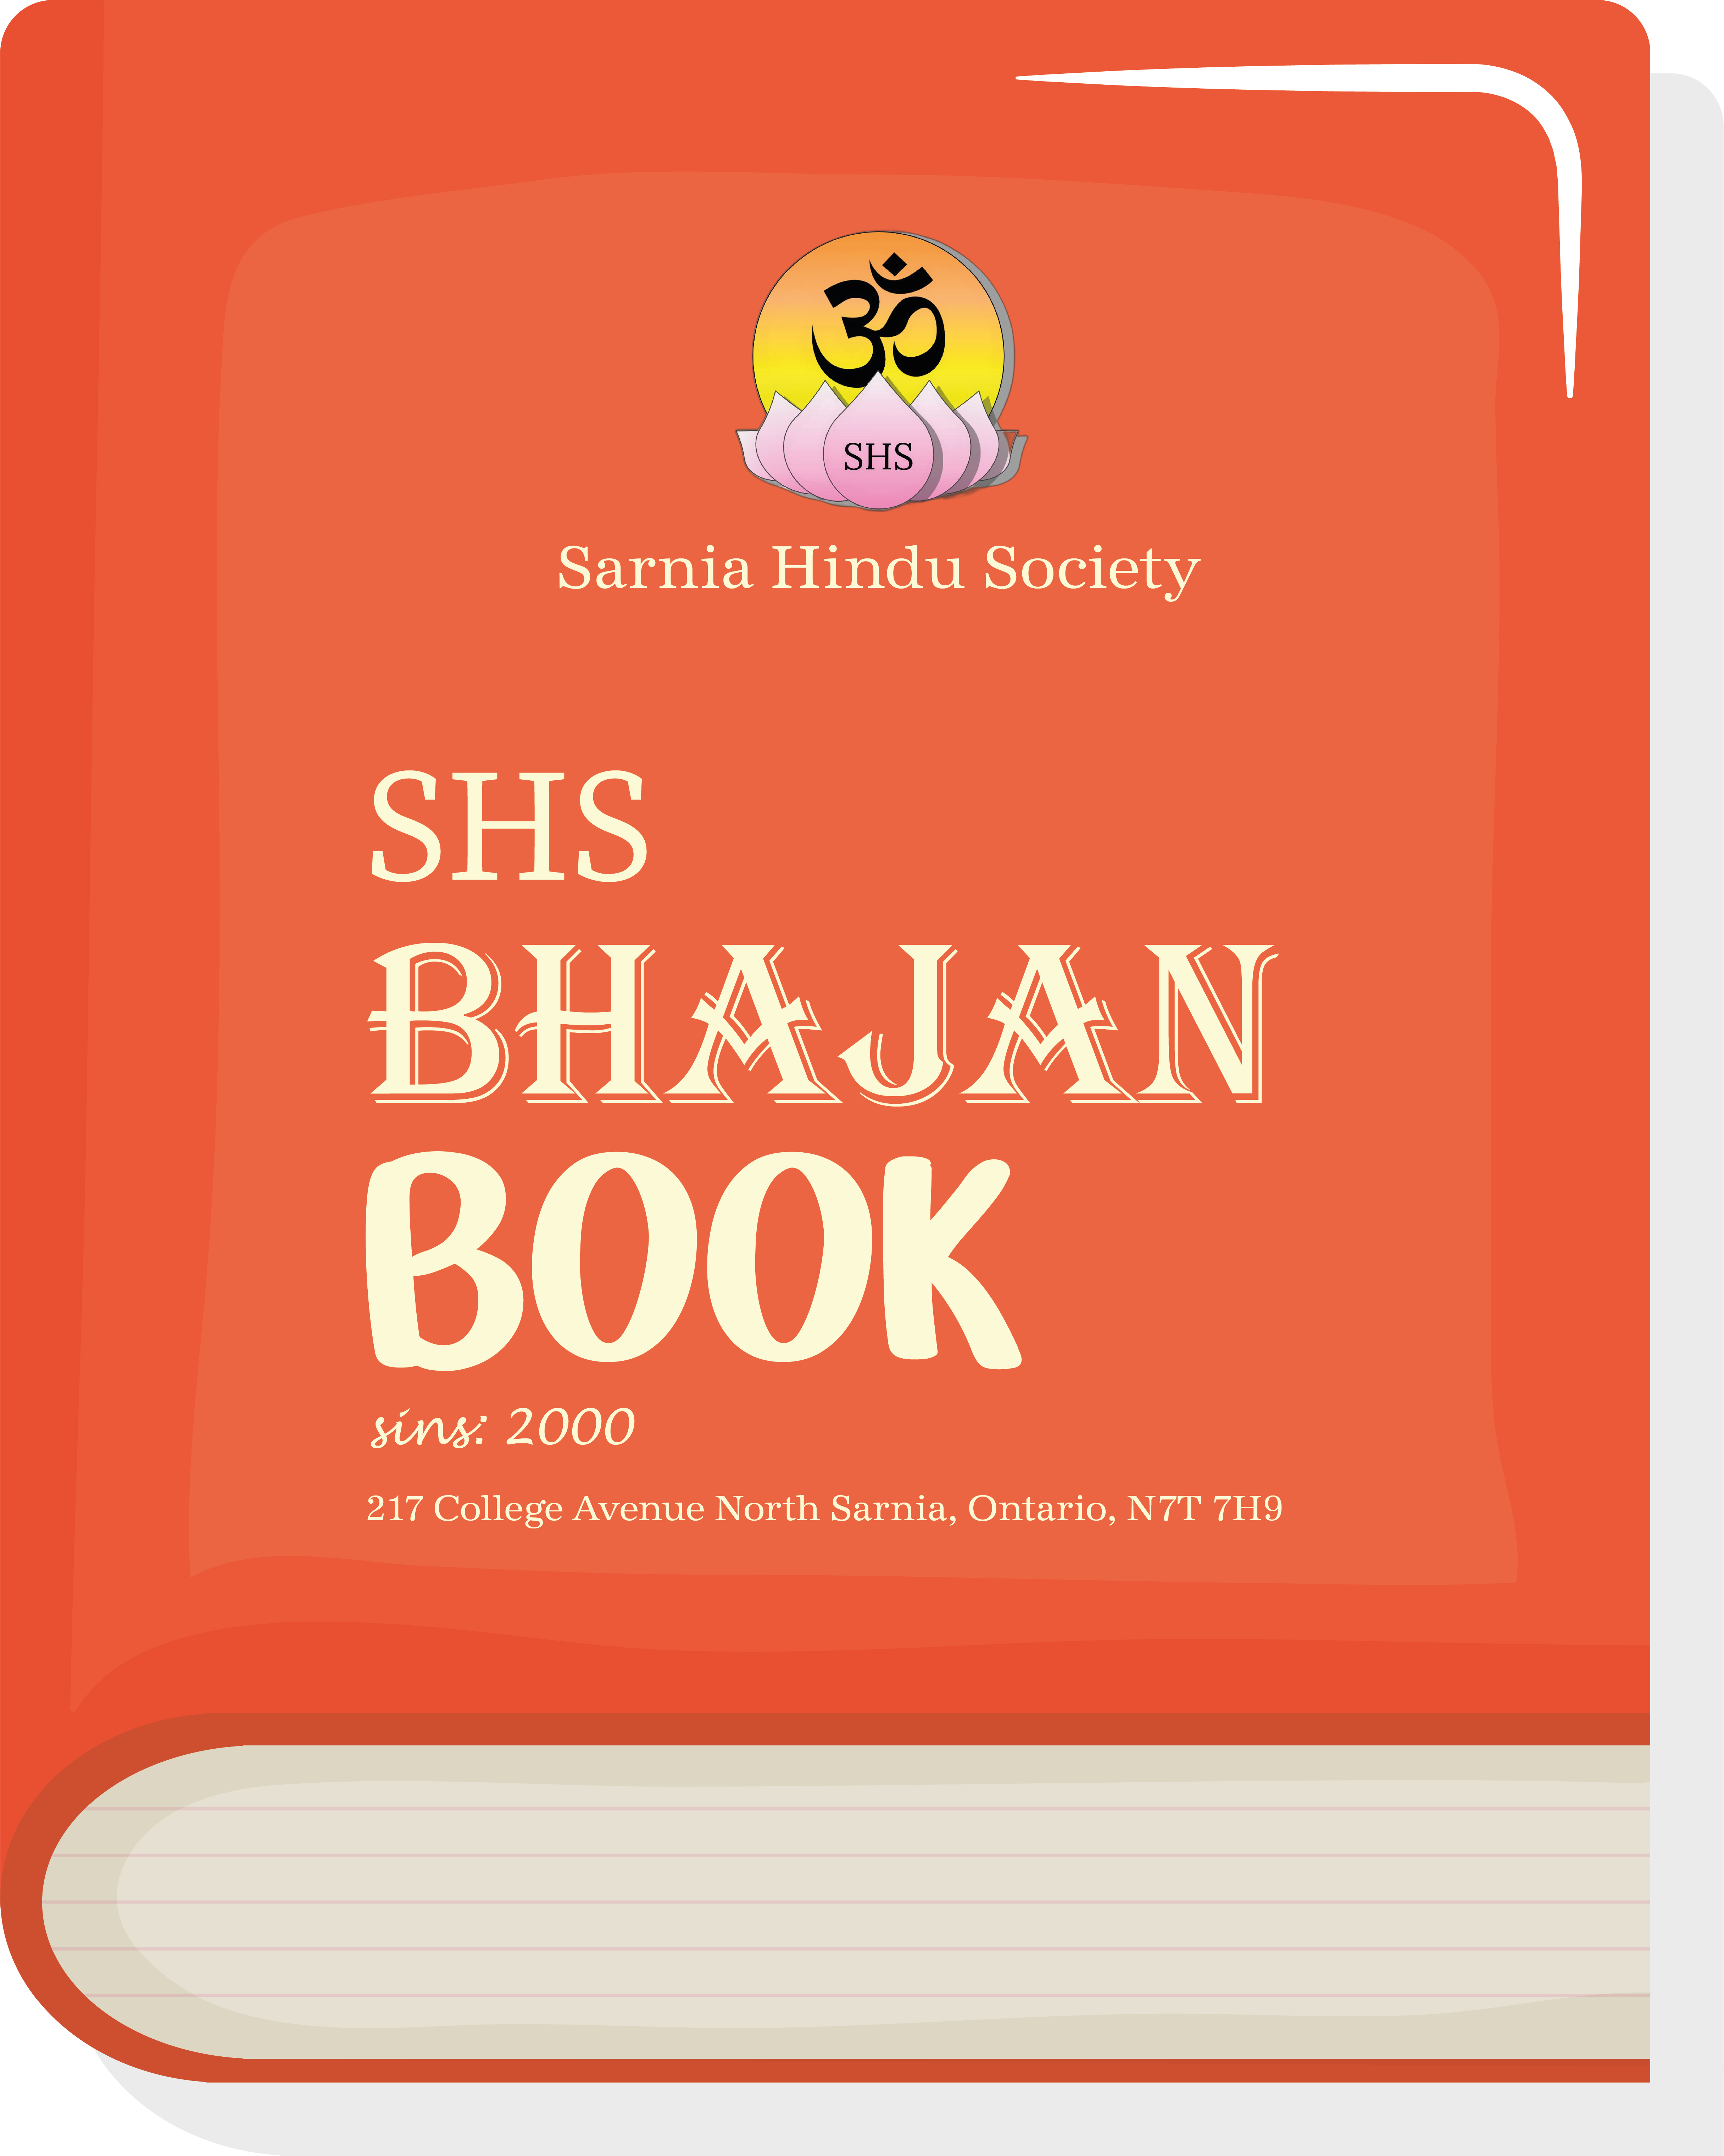 ॐ
SHS
Sarnia Hindu Society
SHS
BHAJAN
BOOK
sins: 2000
217 College Avenue North Sarnia, Ontario, N7T 7H9